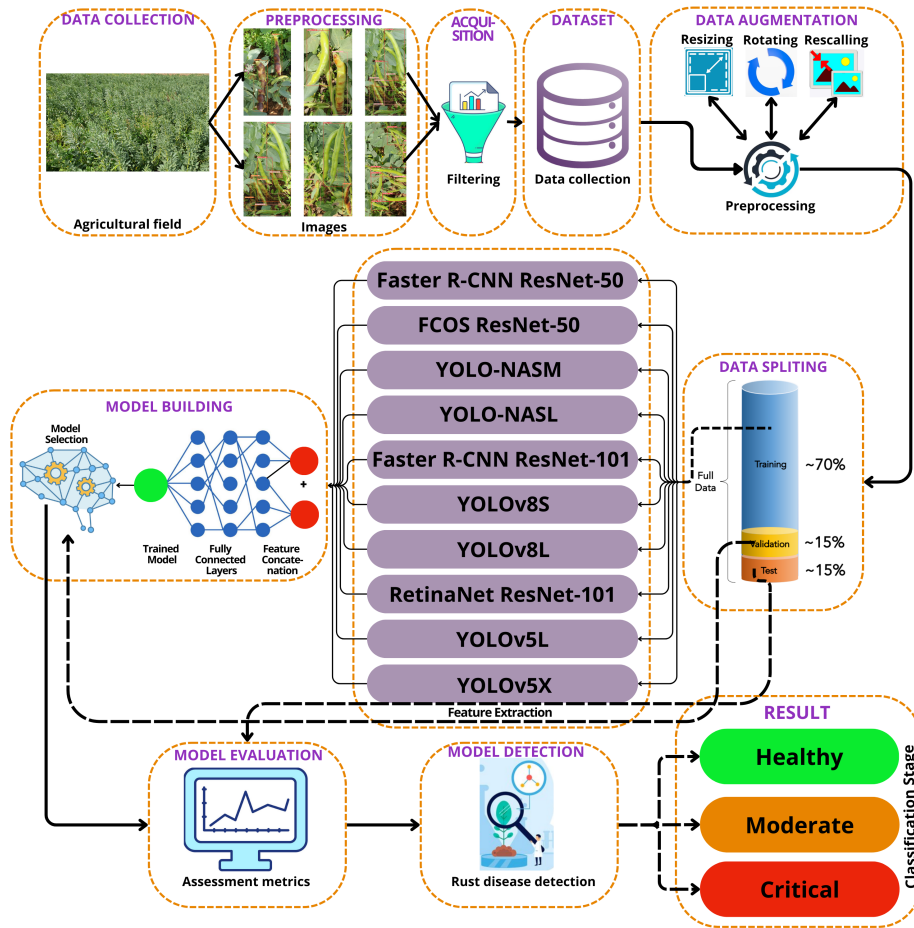 DATA COLLECTION
Agricultural field
PREPROCESSING
Images
ACQUI-
SITION
Filtering
DATASET
Data collection
DATA AUGMENTATION
Resizing
Rotating
Rescalling
Preprocessing
Faster R-CNN ResNet-50
FCOS ResNet-50
YOLO-NASM
YOLO-NASL
Faster R-CNN ResNet-101
YOLOv8S
YOLOv8L
RetinaNet ResNet-101
YOLOv5L
YOLOv5X
Feature Extraction
DATA SPLITING
Full
Data
Training
~70%
Validation
~15%
Test
~15%
MODEL BUILDING
Model
Selection
Trained
Model
Fully
Connected
Layers
+
Feature
Concate-
nation
MODEL EVALUATION
Assessment metrics
MODEL DETECTION
Rust disease detection
RESULT
Healthy
Moderate
Critical
Classification Stage